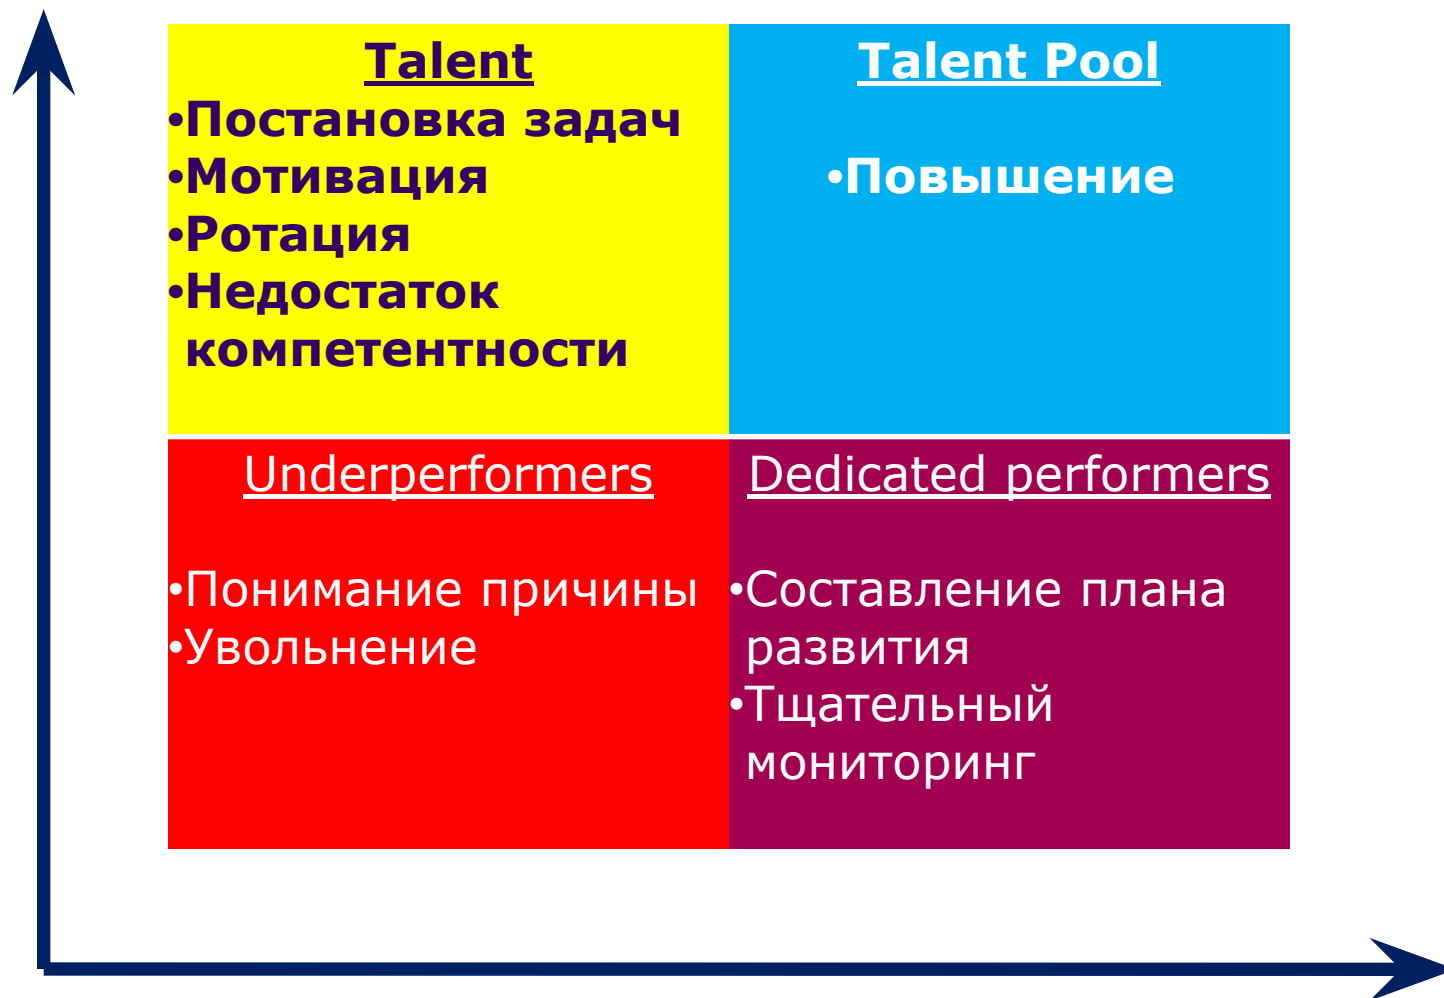 Talent
•Постановка задач
•Мотивация
•Ротация
•Недостаток
компетентности
Talent Pool
•Повышение
Underperformers
•Понимание причины
•Увольнение
Dedicated performers
•Составление плана
развития
•Тщательный
мониторинг